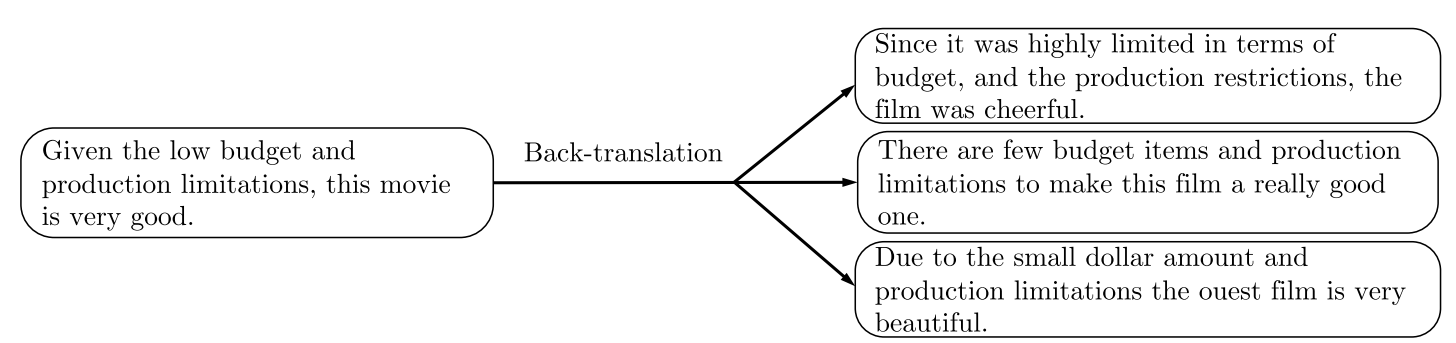 Given the low budget and
production limitations, this movie
is very good.
Back-translation
Since it was highly limited in terms of
budget, and the production restrictions, the
film was cheerful.
There are few budget items and production
limitations to make this film a really good
one.
Due to the small dollar amount and
production limitations the ouest film is very
beautiful.